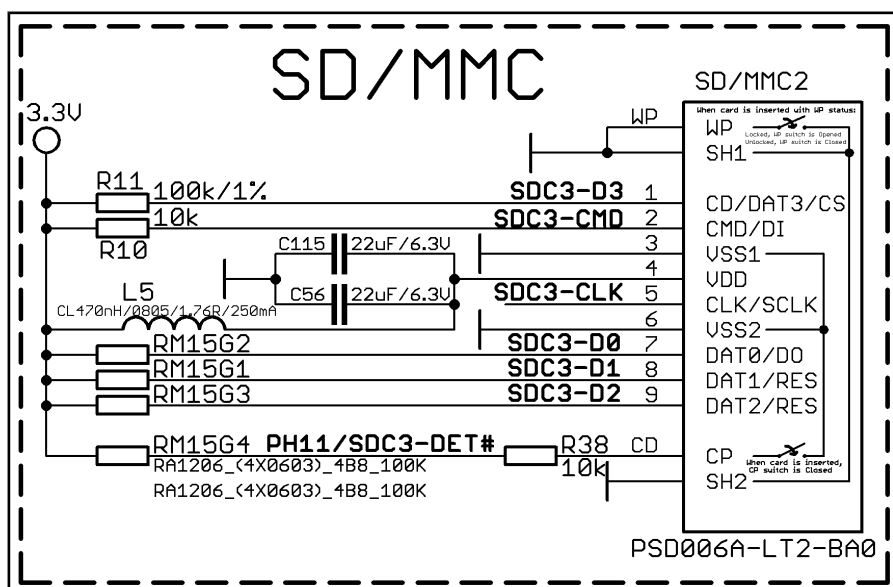 SD/MMC
SD/MMC2
3.3V
When card is inserted with WP status:
WP
WP
Locked, WP switch is Opened
Unlocked, WP switch is Closed
SH1
R11
100k/1%
SDC3-D3
1
CD/DAT3/CS
10k
SDC3-CMD
2
CMD/DI
R10
C115
22uF/6.3V
3
VSS1
4
VDD
L5
C56
22uF/6.3V
SDC3-CLK
5
CLK/SCLK
CL470nH/0805/1.76R/250mA
6
VSS2
RM15G2
SDC3-D0
7
DAT0/DO
RM15G1
SDC3-D1
8
DAT1/RES
RM15G3
SDC3-D2
9
DAT2/RES
RM15G4
PH11/SDC3-DET#
R38
CD
CP
When card is inserted,
CP switch is Closed
RA1206_(4X0603)_4B8_100K
10k
SH2
RA1206_(4X0603)_4B8_100K
PSD006A-LT2-BA0